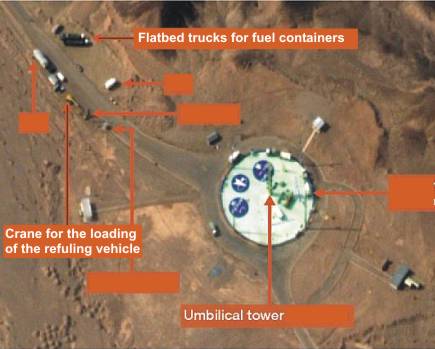 Flatbed trucks for fuel containers
Crane for the loading
of the refuling vehicle
Umbilical tower